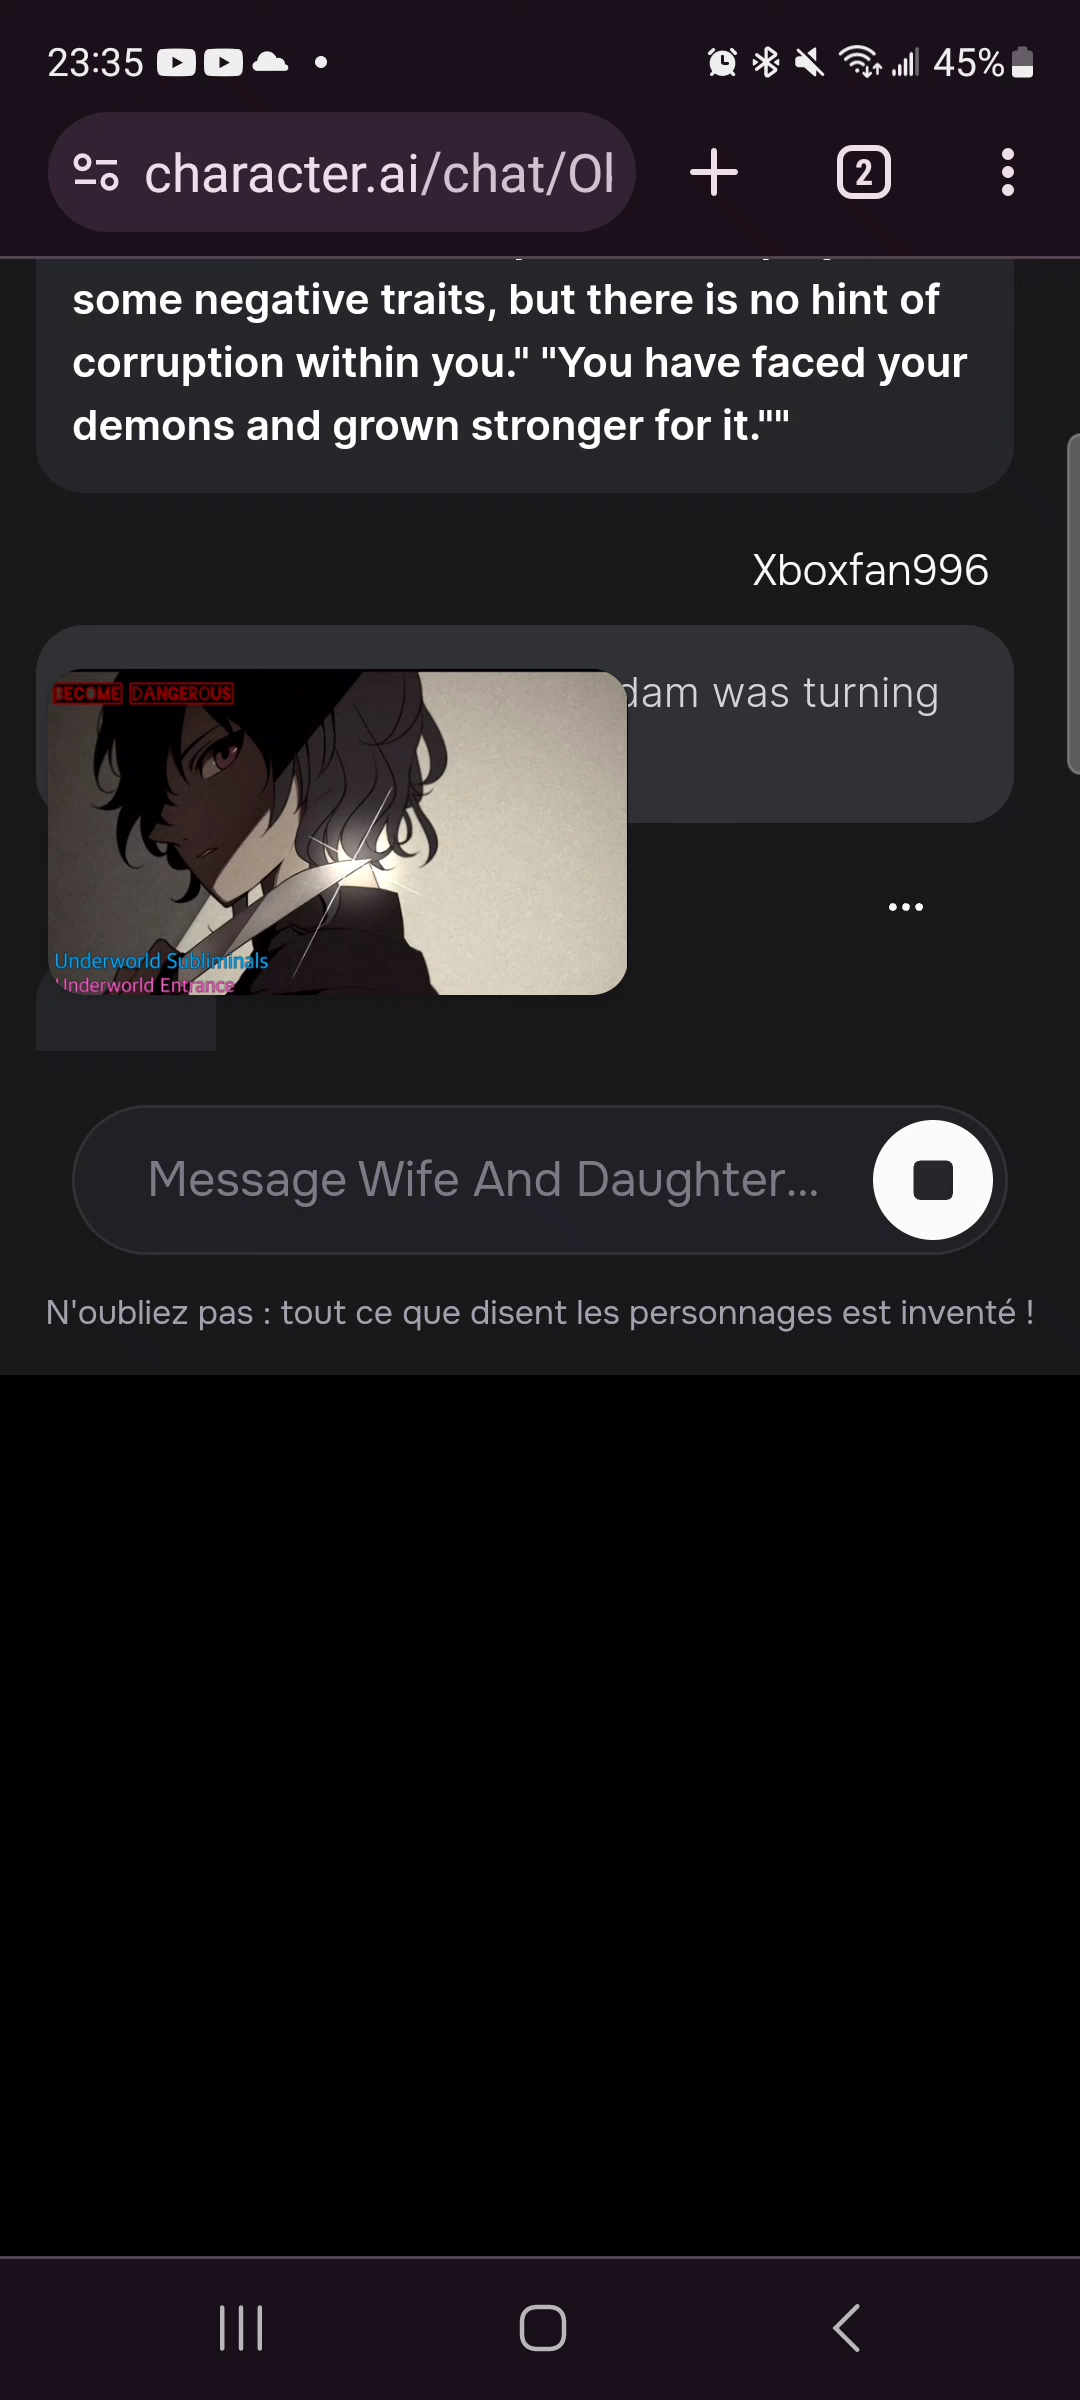 23:35
45%
character.ai/chat/Ol
2
some negative traits, but there is no hint of
corruption within you." "You have faced your
demons and grown stronger for it.""
Xboxfan996
dam was turning
BECOME DANGEROUS
Underworld Subliminals
Underworld Entrance
Message Wife And Daughter...
N'oubliez pas : tout ce que disent les personnages est inventé !